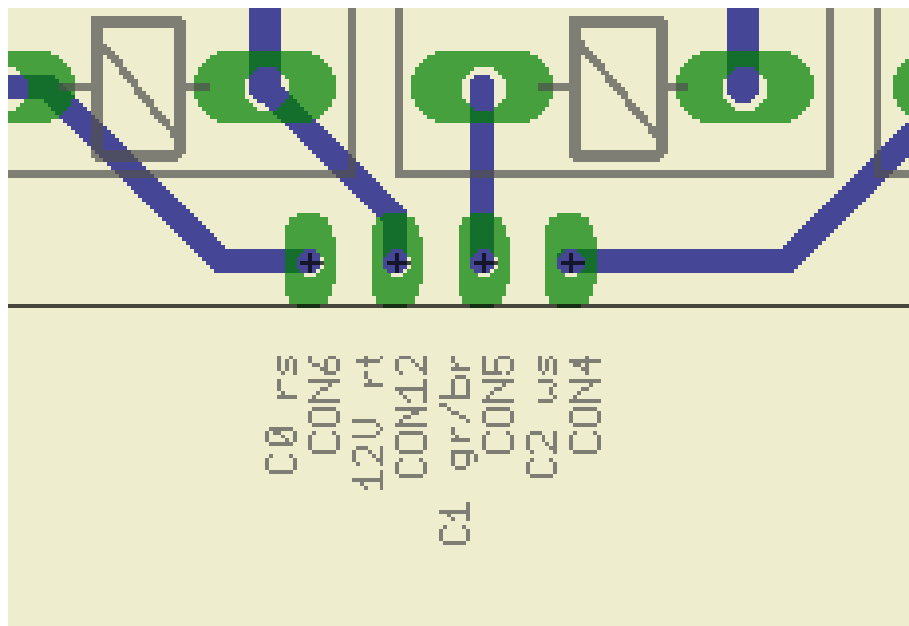 C0 rs
CON6
12V rt
CON12
C1 gr/br
CON5
C2 ws
CON4